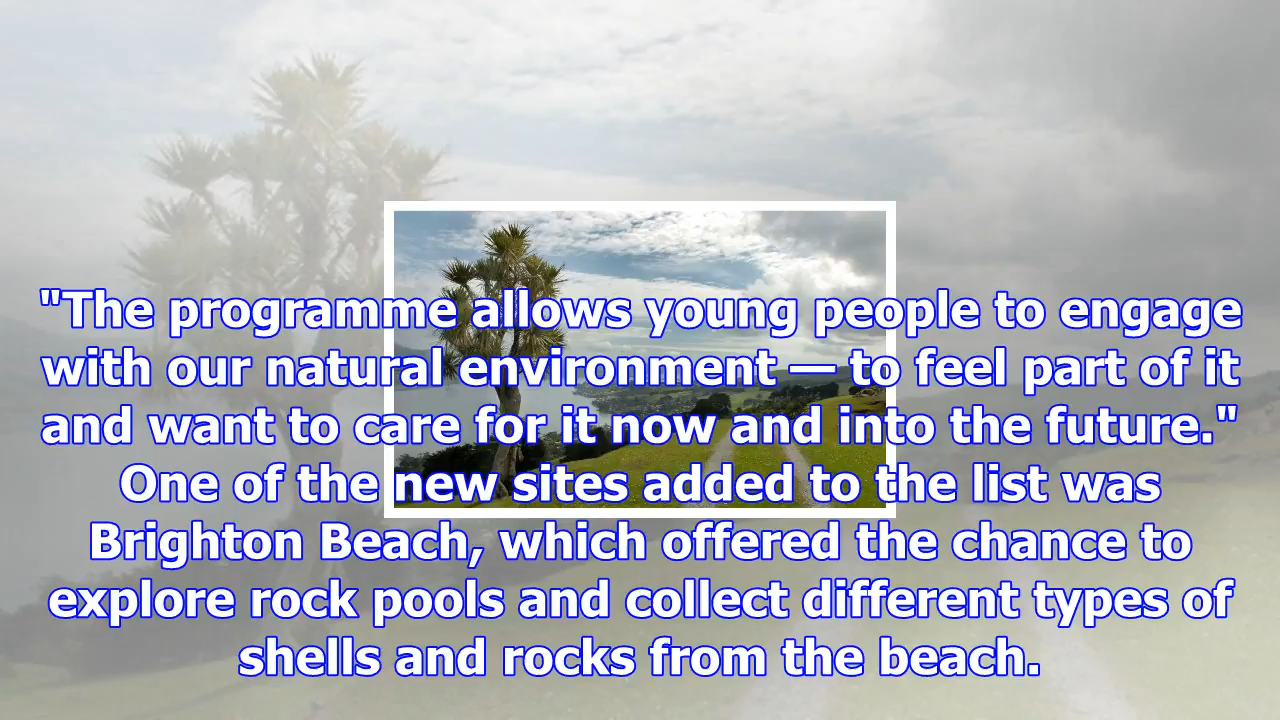 "The programme allows young people to engage
with our natural environment — to feel part of it
and want to care for it now and into the future."
One of the new sites added to the list was
Brighton Beach, which offered the chance to
explore rock pools and collect different types of
shells and rocks from the beach.